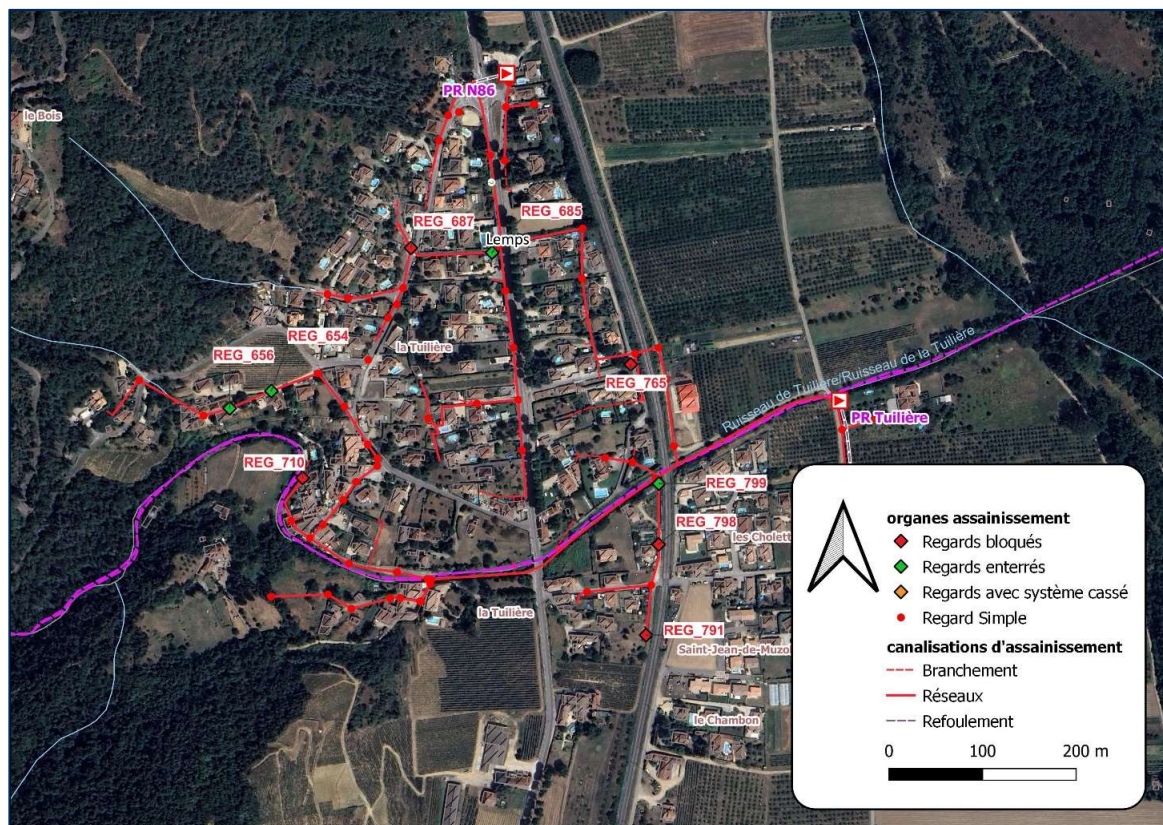 PR N86
le Bois
REG_687
REG_685
Lemps
REG_654
la Tuilière
REG_656
REG_765
Ruisseau de Tuilière/Ruisseau de la Tuilière
PR Tuilière
REG_710
REG_799
REG_798
les Cholett
la Tuilière
REG_791
Saint-Jean-de-Muzol
le Chambon
organes assainissement
Regards bloqués
Regards enterrés
Regards avec système cassé
Regard Simple
canalisations d'assainissement
Branchement
Réseaux
Refoulement
0 100 200 m